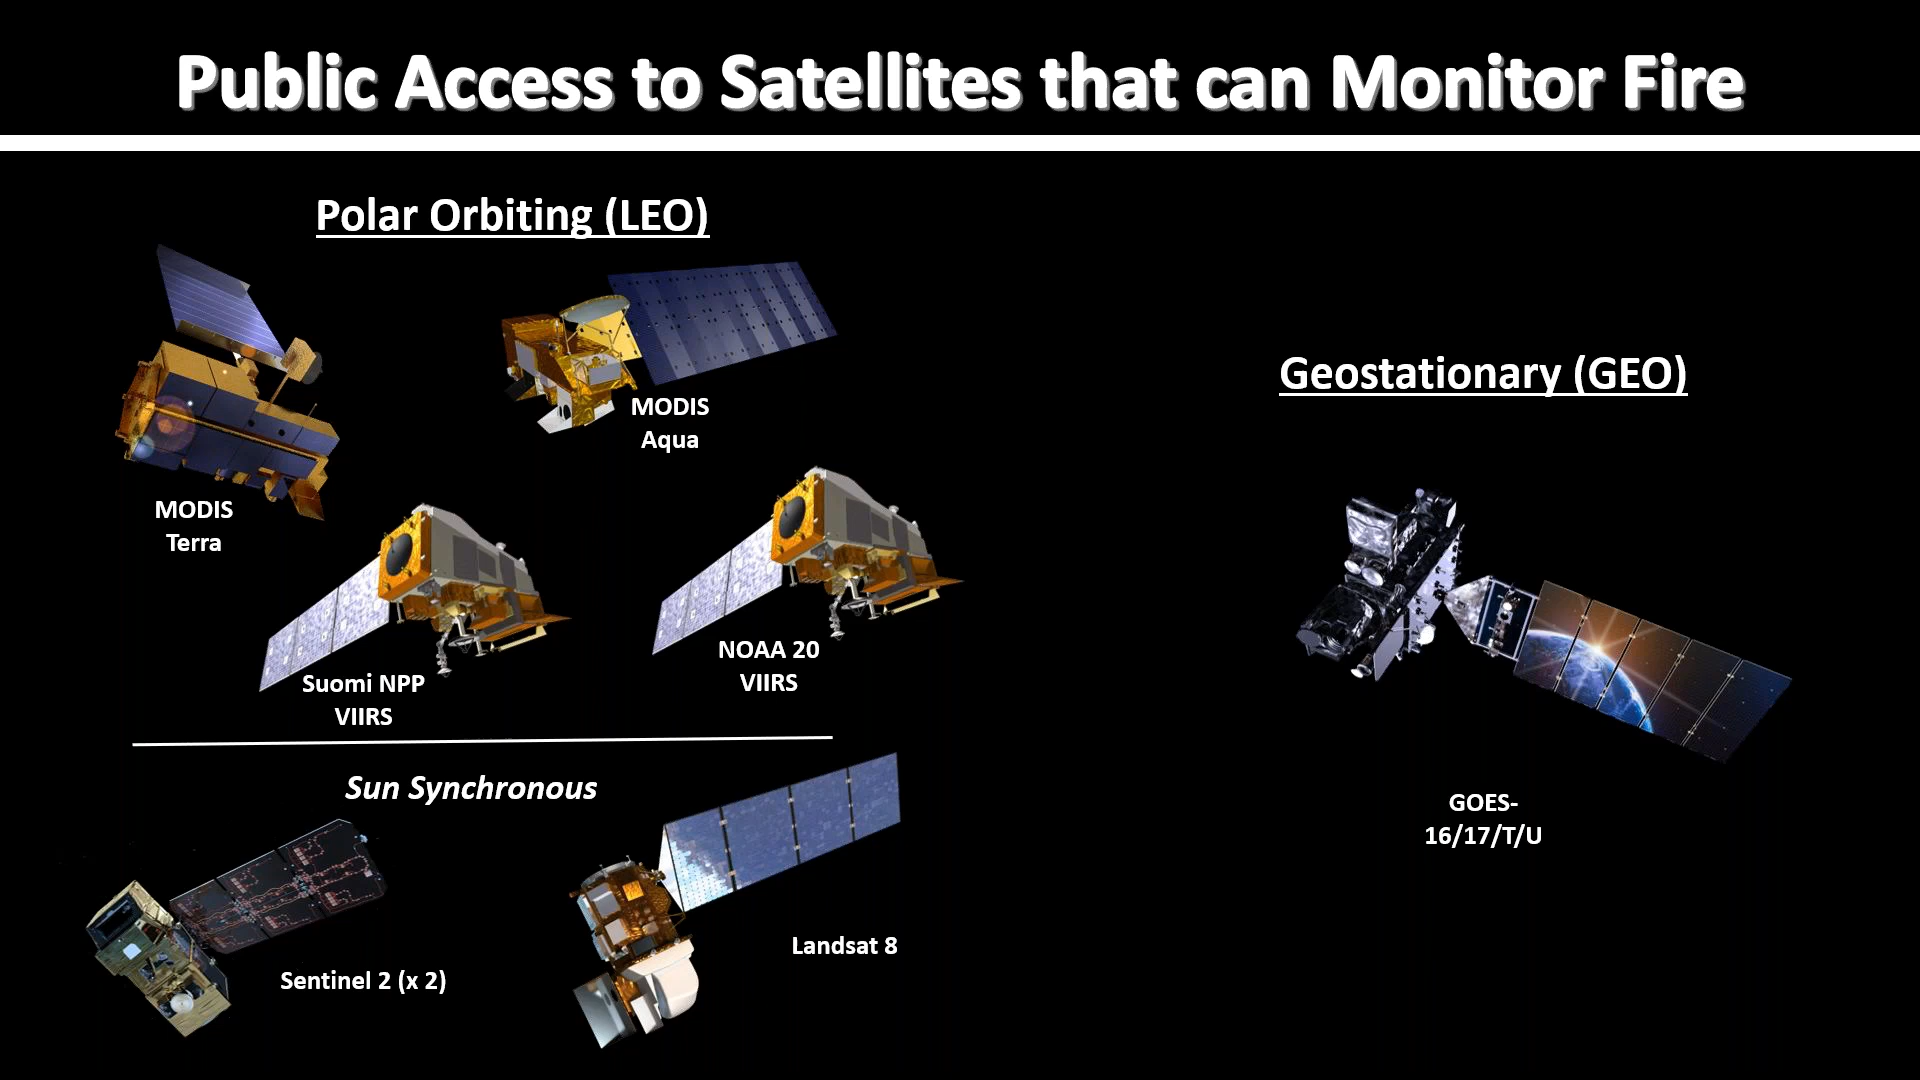 Public Access to Satellites that can Monitor Fire
Polar Orbiting (LEO)
MODIS
Terra
MODIS
Aqua
Suomi NPP
VIIRS
NOAA 20
VIIRS
Sun Synchronous
Sentinel 2 (x 2)
Landsat 8
Geostationary (GEO)
GOES-
16/17/T/U